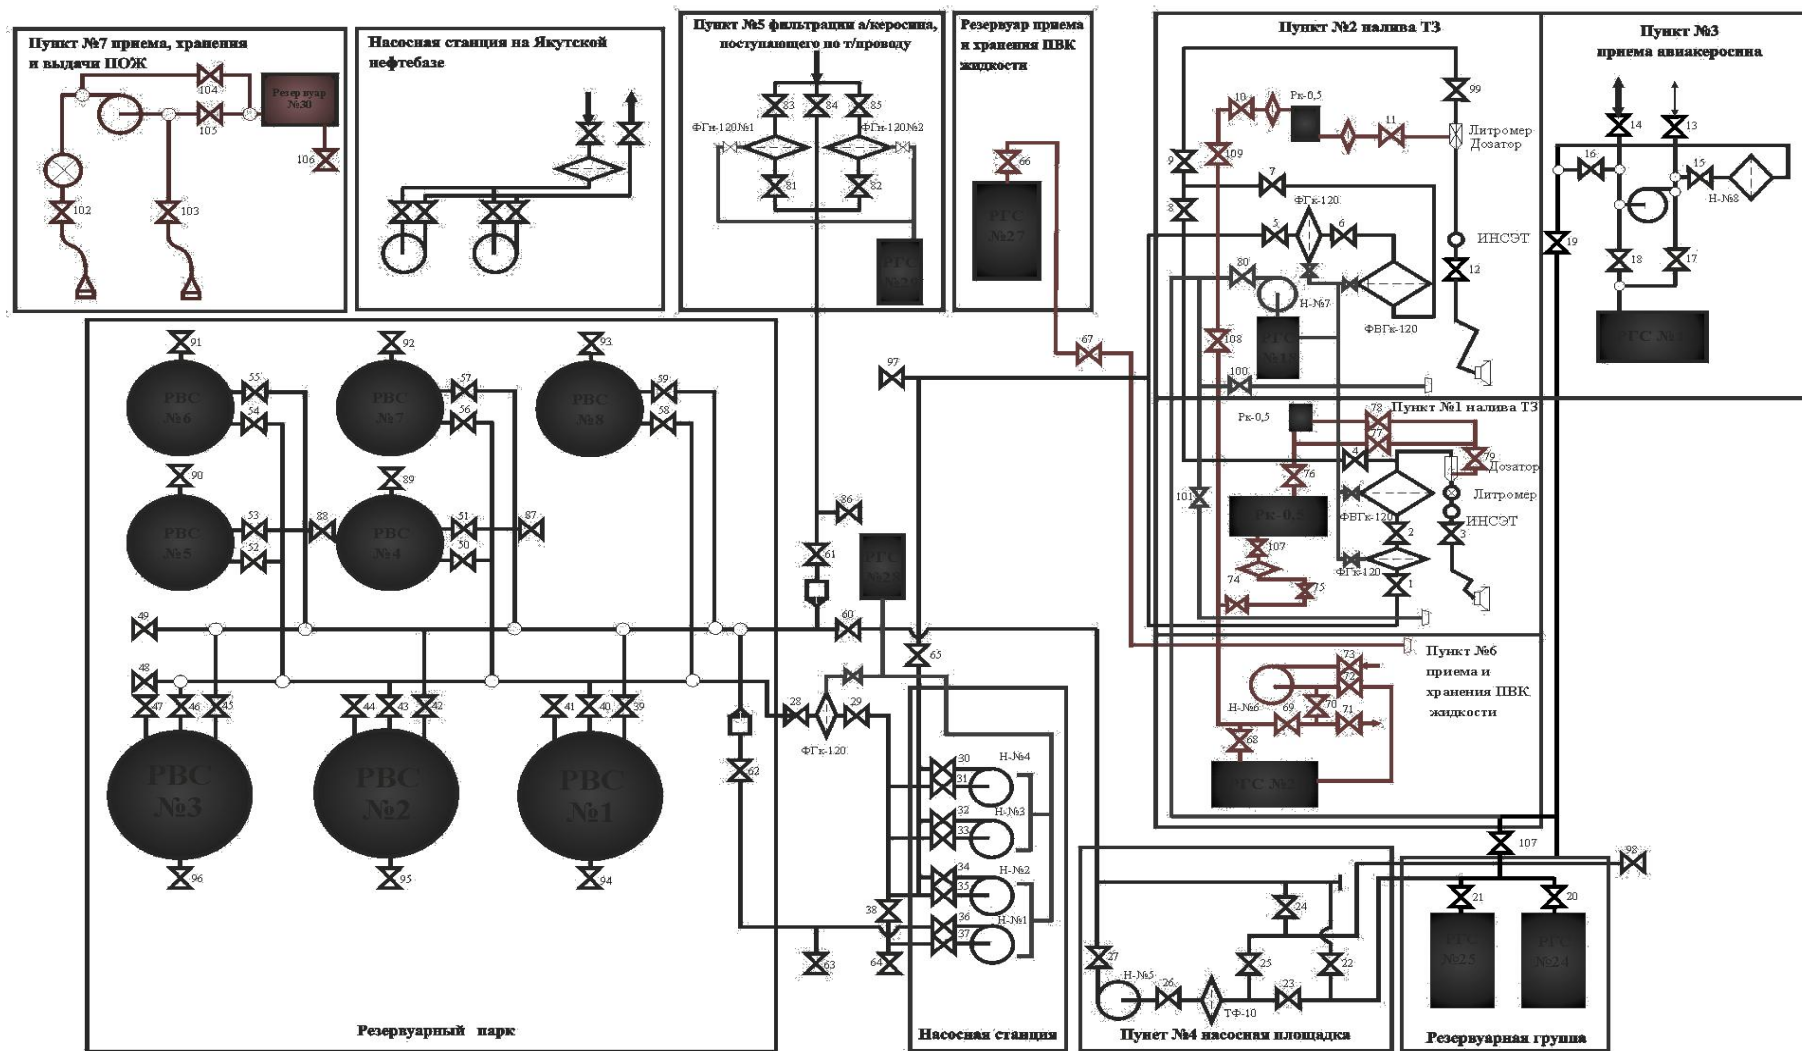 Пункт №7 приема, хранения
и выдачи ПОЖ
104
105
Резервуар
№30
106
102
103
Насосная станция на Якутской
нефтебазе
Пункт №5 фильтрации а/керосина,
поступающего по т/проводу
83
84
85
ФГн-120№1
ФГн-120№2
81
82
Резервуар приема
и хранения ПВК
жидкости
66
РГС
№27
67
Пункт №2 налива ТЗ
10
Рк-0,5
11
99
Литромер
Дозатор
109
9
7
8
ФГк-120
5
6
ИНСЭТ
12
80
Н-№7
ФВГк-120
108
100
Пункт №3
приема авиакеросина
14
13
16
15
Н-№8
19
18
17
Пункт №1 налива ТЗ
Рк-0,5
78
77
4
79
Дозатор
76
101
Литромер
Рк-0,5
ФВГк-120
ИНСЭТ
2
3
107
ФГк-120
74
75
1
Пункт №6
приема и
хранения ПВК
жидкости
73
72
Н-№6
69
70
71
68
91
92
93
РВС
№6
55
54
РВС
№7
57
56
РВС
№8
59
58
90
89
РВС
№5
53
52
88
РВС
№4
51
50
87
97
86
61
49
60
48
65
47
46
45
44
43
42
41
40
39
28
29
ФГк-120
РВС
№3
РВС
№2
РВС
№1
62
96
95
94
63
64
38
Резервуарный парк
30
31
Н-№4
32
33
Н-№3
34
35
Н-№2
36
37
Н-№1
Насосная станция
24
27
25
22
Н-№5
26
23
ТФ-10
Пунет №4 насосная площадка
107
98
21
20
РГС
№25
РГС
№24
Резервуарная группа